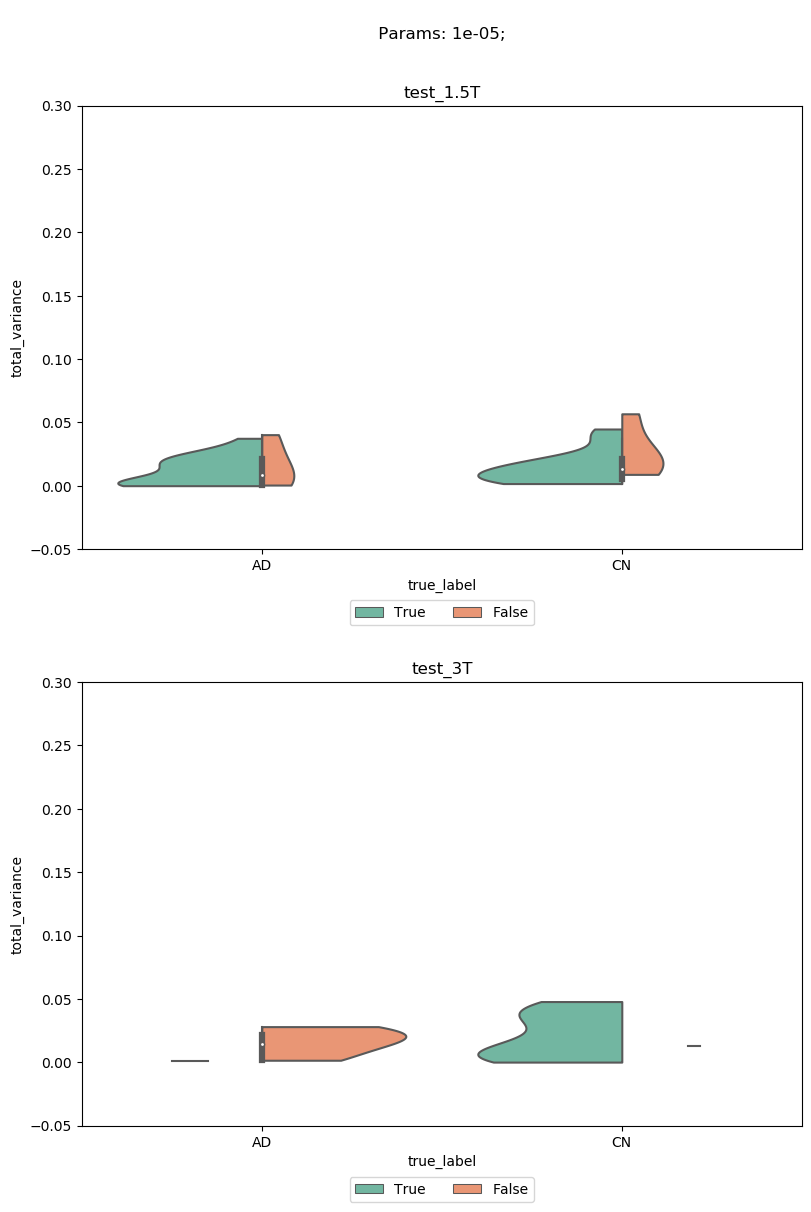 Params: 1e-05;
test_1.5T
0.30
0.25
0.20
0.15
0.10
0.05
0.00
−0.05
total_variance
AD CN
true_label
True False
test_3T
0.30
0.25
0.20
0.15
0.10
0.05
0.00
−0.05
total_variance
AD CN
true_label
True False